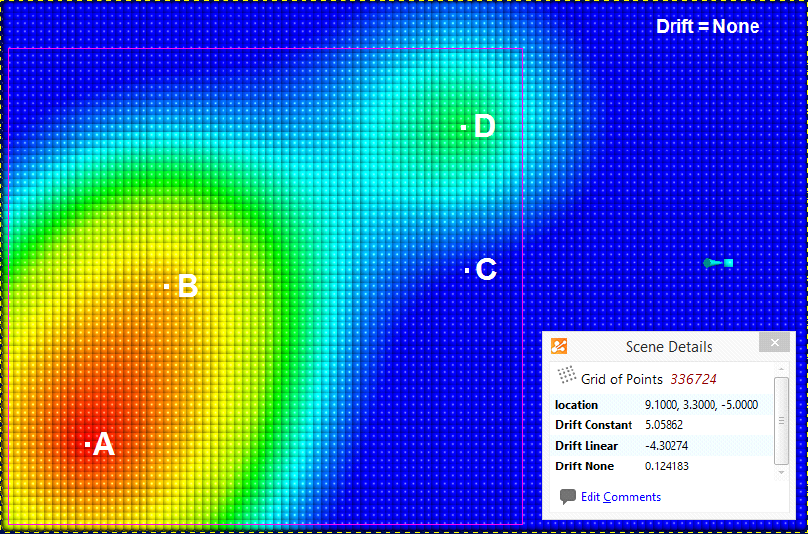 Drift = None
D
C
B
A
Scene Details
Grid of Points 336724
location 9.1000, 3.3000, -5.0000
Drift Constant 5.05862
Drift Linear -4.30274
Drift None 0.124183
Edit Comments